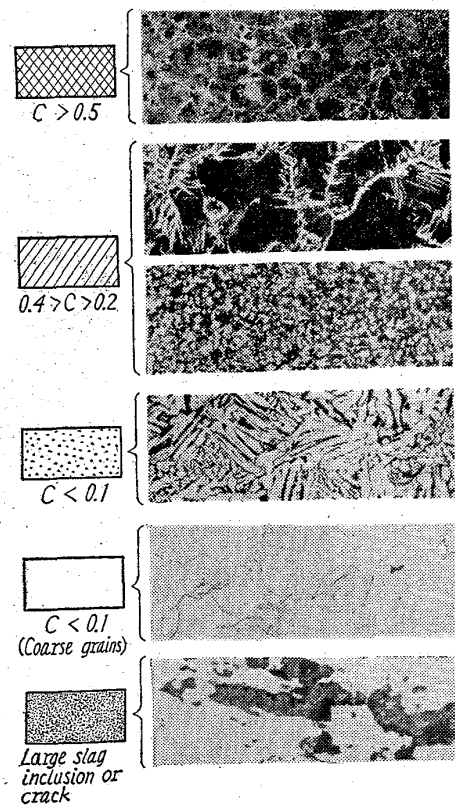 C > 0.5
0.4 > C > 0.2
C < 0.1
C < 0.1
(Coarse grains)
Large slag
inclusion or
crack